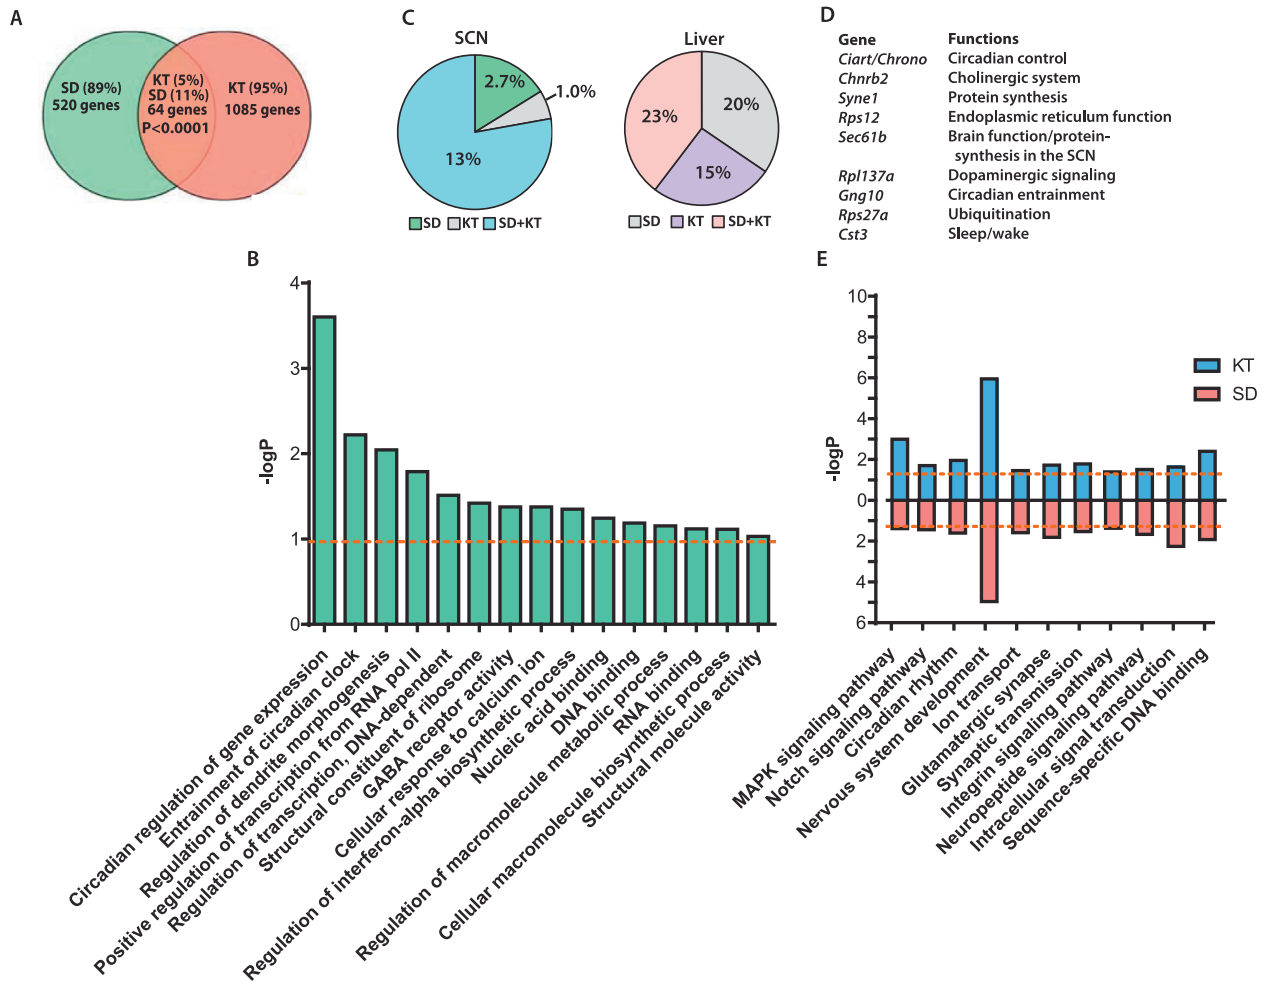 A
SD (89%)
520 genes
KT (5%)
SD (11%)
64 genes
P<0.0001
KT (95%)
1085 genes
C
SCN
2.7%
1.0%
13%
SD KT SD+KT
Liver
20%
23%
15%
SD KT SD+KT
D
Gene Functions
Ciart/Chrono Circadian control
Chnrb2 Cholinergic system
Syne1 Protein synthesis
Rps12 Endoplasmic reticulum function
Sec61b Brain function/protein-
synthesis in the SCN
Rpl137a Dopaminergic signaling
Gng10 Circadian entrainment
Rps27a Ubiquitination
Cst3 Sleep/wake
B
-logP
4
3
2
1
0
Circadian regulation of gene expression
Entrainment of circadian clock
Regulation of dendrite morphogenesis
Positive regulation of transcription from RNA pol II
Regulation of transcription, DNA-dependent
Structural constituent of ribosome
GABA receptor activity
Cellular response to calcium ion
Regulation of interferon-alpha biosynthetic process
Nucleic acid binding
DNA binding
Regulation of macromolecule metabolic process
RNA binding
Cellular macromolecule biosynthetic process
Structural molecule activity
E
-logP
10
8
6
4
2
0
2
4
6
KT
SD
MAPK signaling pathway
Notch signaling pathway
Circadian rhythm
Nervous system development
Ion transport
Glutamatergic synapse
Synaptic transmission
Integrin signaling pathway
Neuropeptide signaling pathway
Intracellular signal transduction
Sequence-specific DNA binding